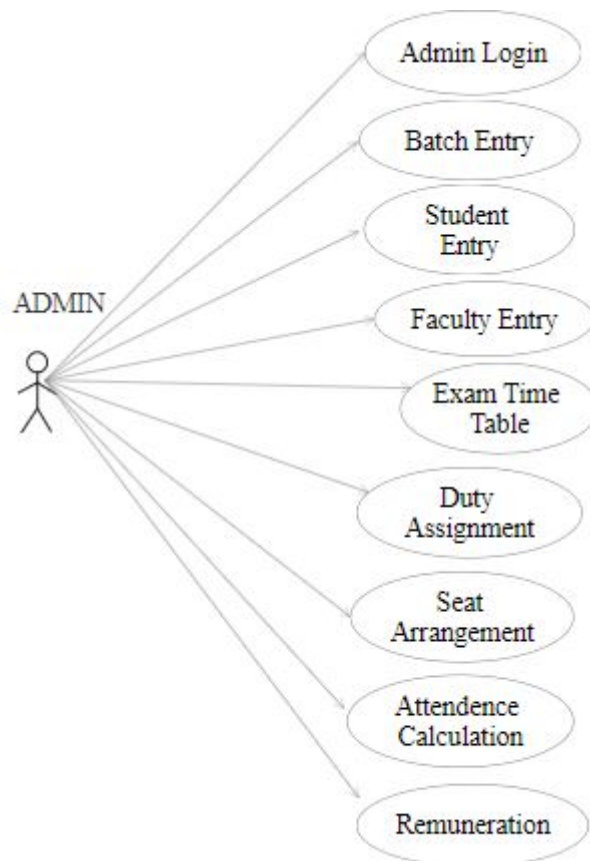 Admin Login
Batch Entry
Student
Entry
ADMIN
Faculty Entry
Exam Time
Table
Duty
Assignment
Seat
Arrangement
Attendence
Calculation
Remuneration